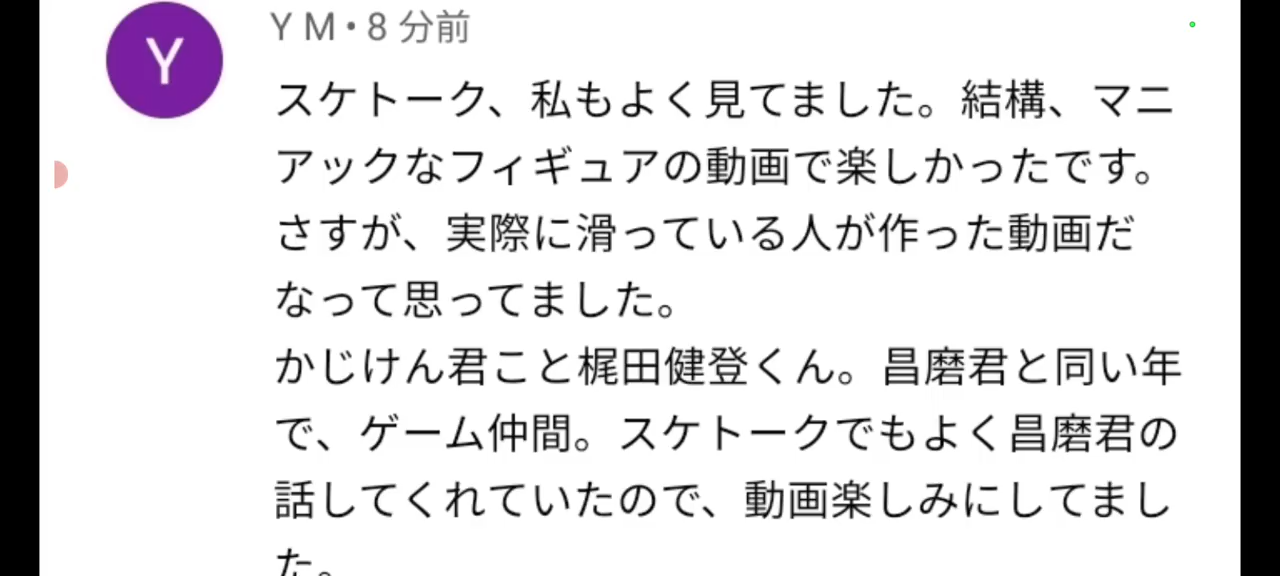 Y
Y M • 8 分前
スケトーク、私もよく見てました。結構、マニ
アックなフィギュアの動画で楽しかったです。
さすが、実際に滑っている人が作った動画だ
なって思ってました。
かじけん君こと梶田健登くん。昌磨君と同い年
で、ゲーム仲間。スケトークでもよく昌磨君の
話してくれていたので、動画楽しみにしてまし
た。